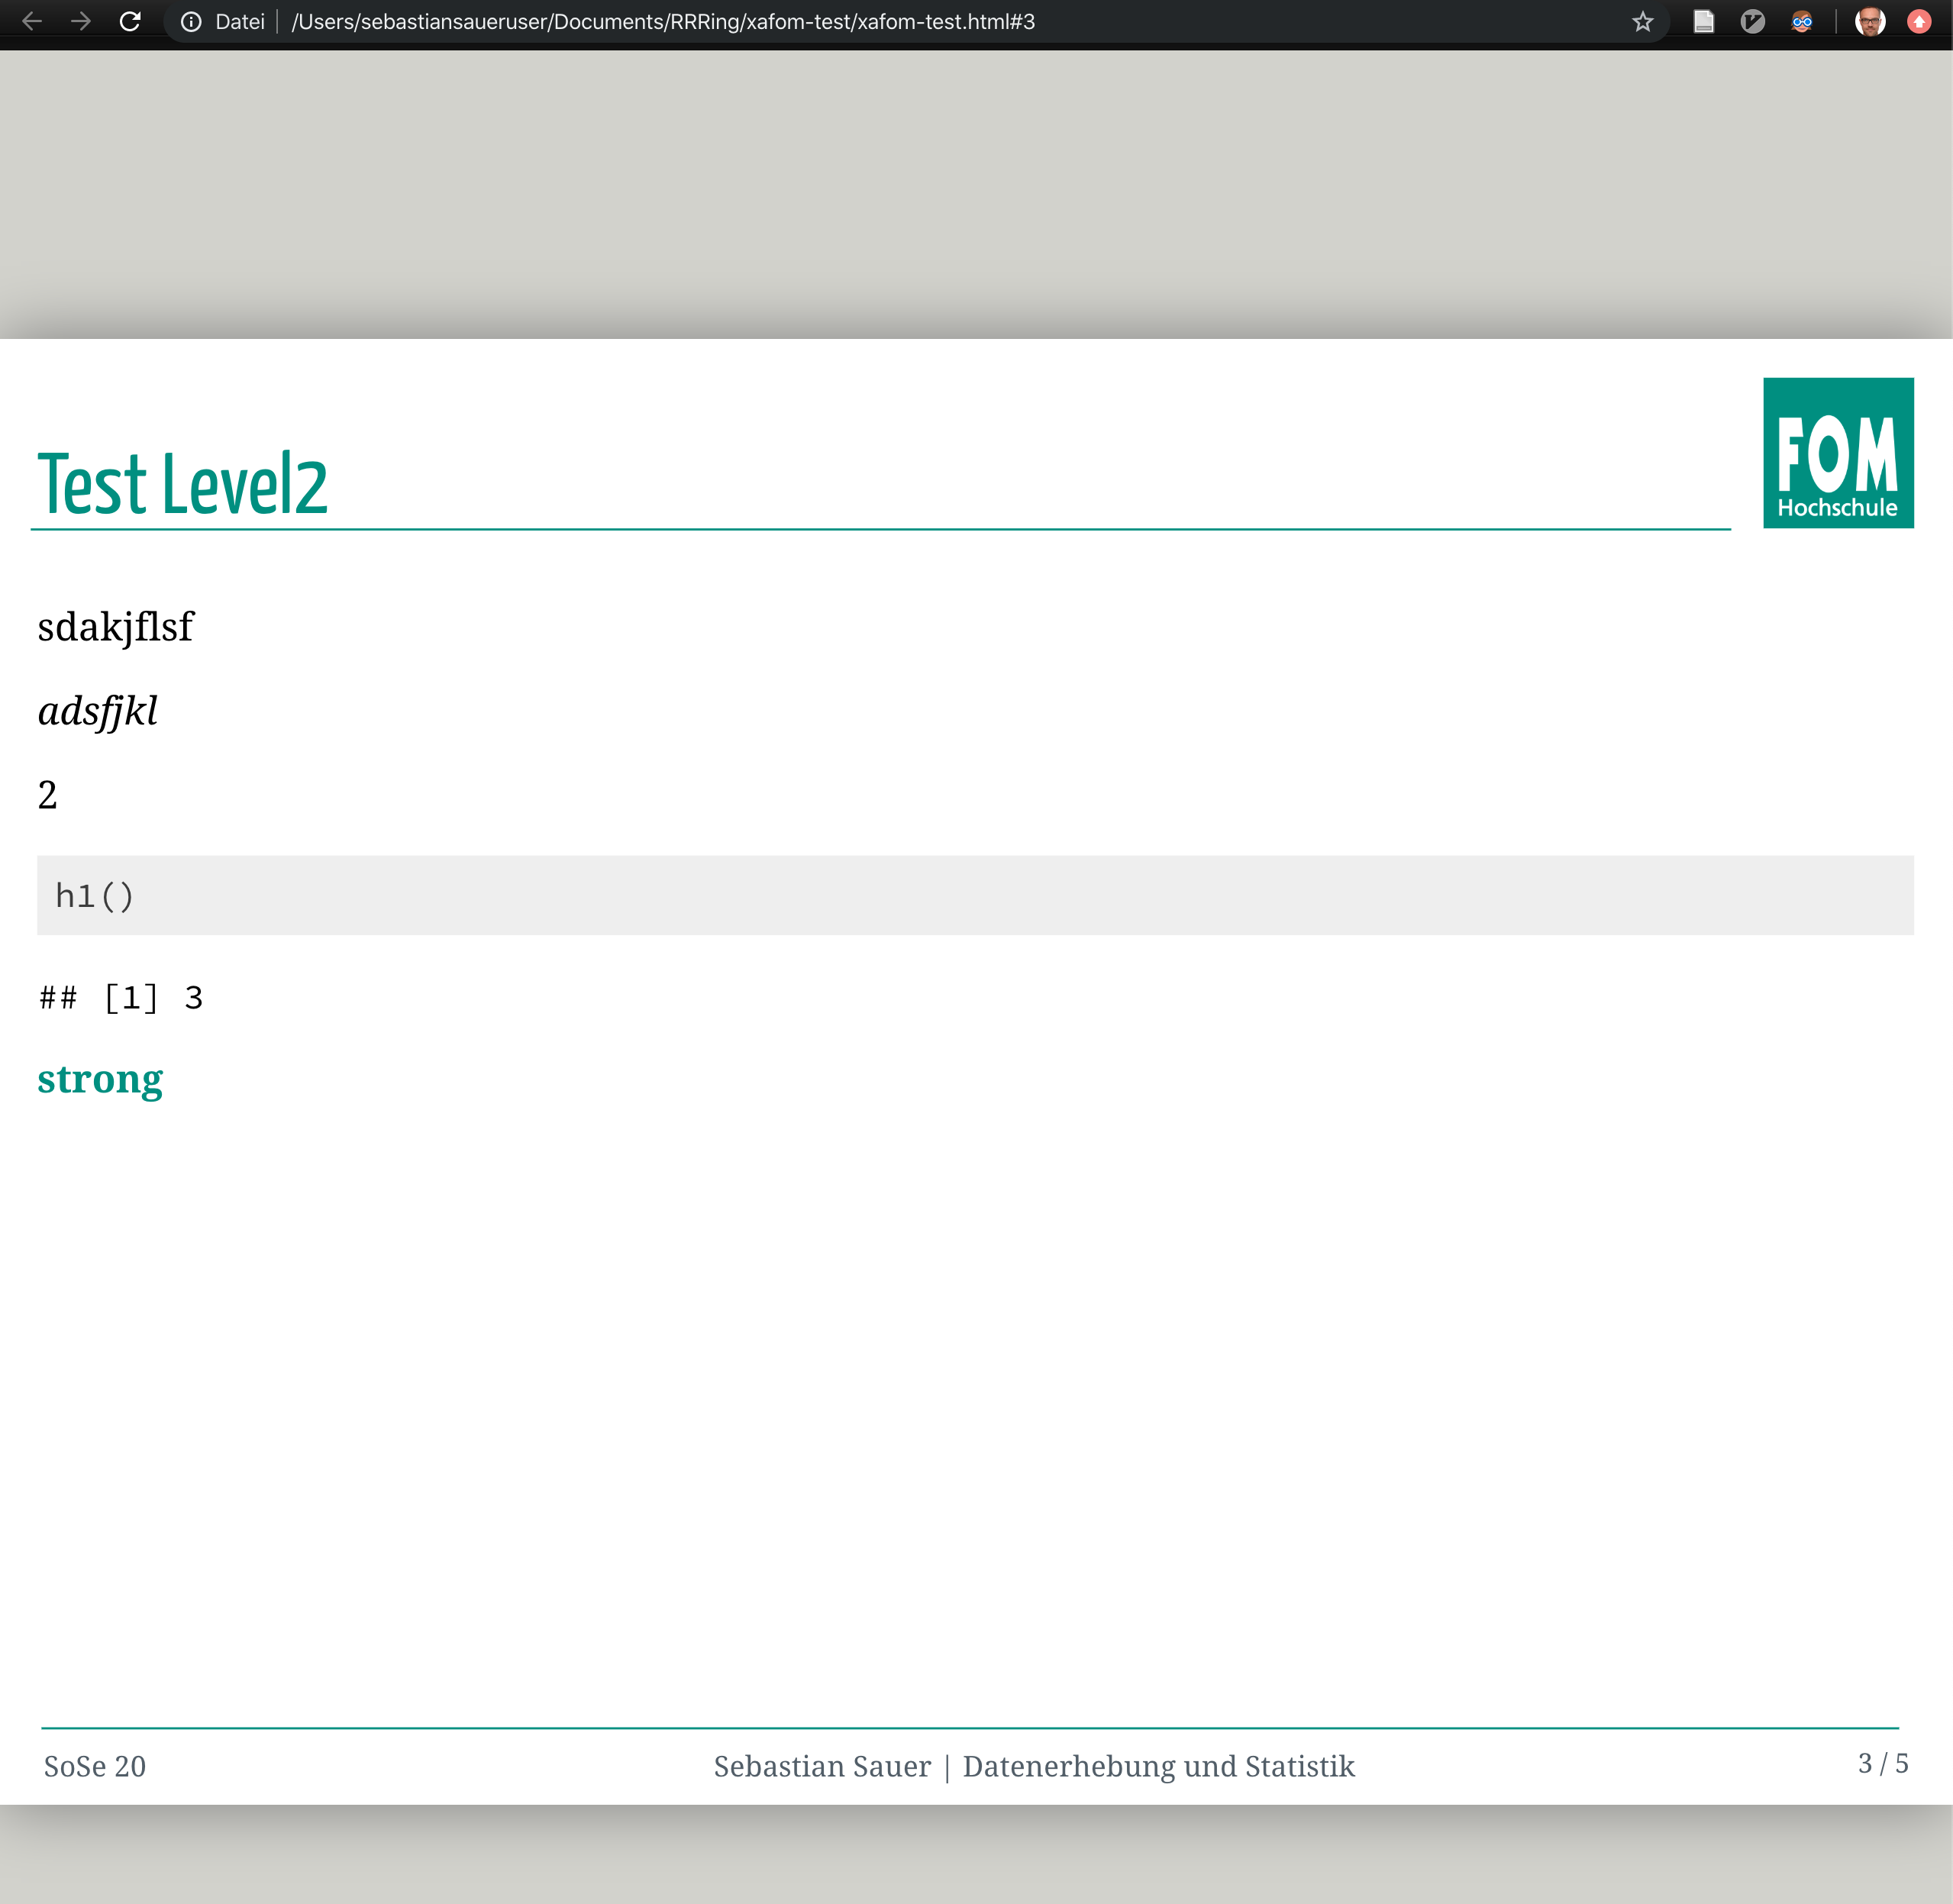 Datei | /Users/sebastiansaueruser/Documents/RRRing/xafom-test/xafom-test.html#3
FOM
Hochschule
Test Level2
sdakjflsf
adsfjkl
2
h1()
## [1] 3
strong
SoSe 20
Sebastian Sauer | Datenerhebung und Statistik
3 / 5